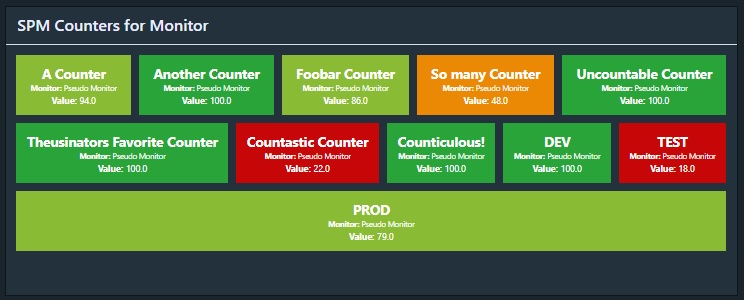 SPM Counters for Monitor
A Counter
Monitor: Pseudo Monitor
Value: 94.0
Another Counter
Monitor: Pseudo Monitor
Value: 100.0
Foobar Counter
Monitor: Pseudo Monitor
Value: 86.0
So many Counter
Monitor: Pseudo Monitor
Value: 48.0
Uncountable Counter
Monitor: Pseudo Monitor
Value: 100.0
Theusinators Favorite Counter
Monitor: Pseudo Monitor
Value: 100.0
Countastic Counter
Monitor: Pseudo Monitor
Value: 22.0
Counticulous!
Monitor: Pseudo Monitor
Value: 100.0
DEV
Monitor: Pseudo Monitor
Value: 100.0
TEST
Monitor: Pseudo Monitor
Value: 18.0
PROD
Monitor: Pseudo Monitor
Value: 79.0